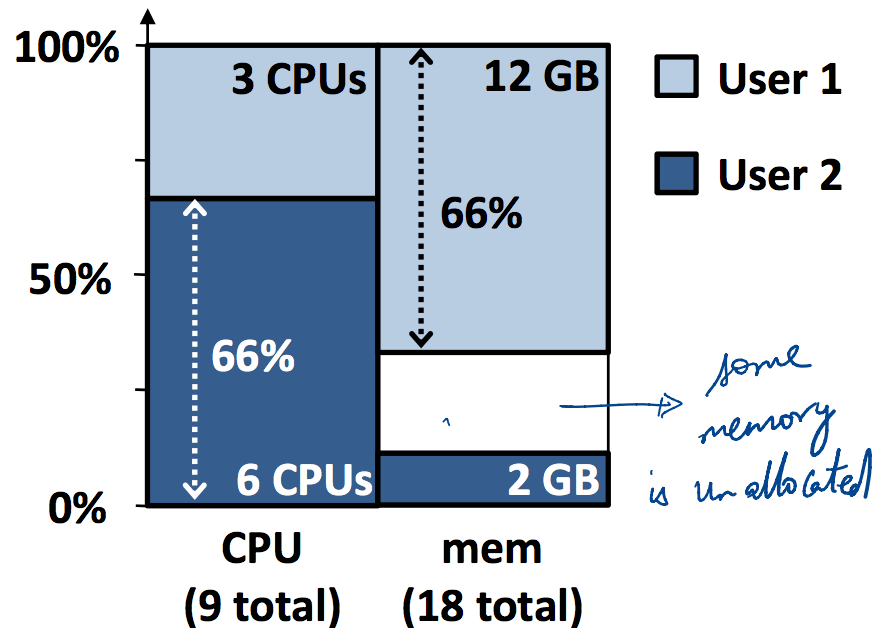 100%
3 CPUs
12 GB
User 1
User 2
66%
50%
66%
some
memory
is unallocated
6 CPUs
2 GB
0%
CPU
mem
(9 total)
(18 total)